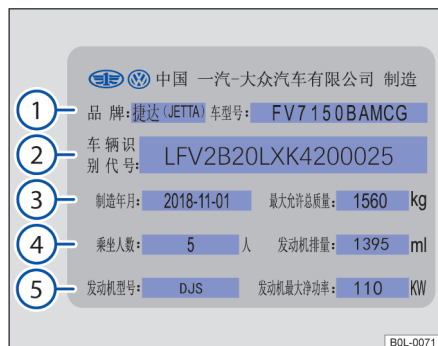 中国 一汽-大众汽车有限公司 制造
1 品 牌: 捷达(JETTA) 车型号: FV7150BAMCG
2 车辆识别代号: LFV2B20LXK4200025
3 制造年月: 2018-11-01 最大允许总质量: 1560 kg
4 乘坐人数: 5 人 发动机排量: 1395 ml
5 发动机型号: DJS 发动机最大净功率: 110 KW
B0L-0071